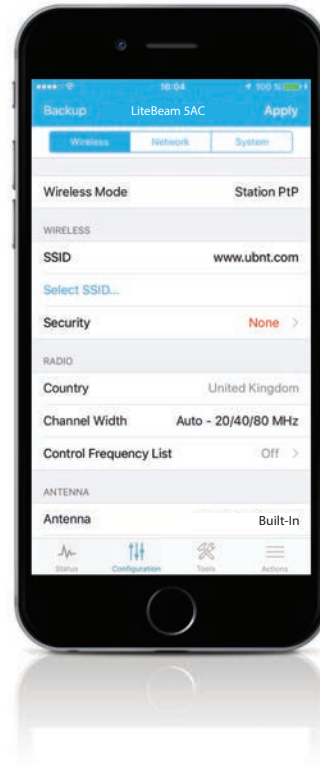 16:04 100 %
Backup LiteBeam 5AC Apply
Wireless Network System
Wireless Mode Station PtP
WIRELESS
SSID www.ubnt.com
Select SSID...
Security None >
RADIO
Country United Kingdom
Channel Width Auto - 20/40/80 MHz
Control Frequency List Off >
ANTENNA
Antenna Built-In
Status Configuration Tools Actions